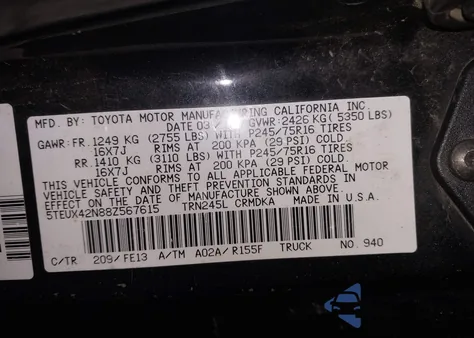 MFD. BY: TOYOTA MOTOR MANUFACTURING CALIFORNIA INC.
DATE 03 GVWR:2426 KG( 5350 LBS)
GAWR: FR. 1249 KG (2755 LBS) WITH P245/75R16 TIRES
16X7J RIMS AT 200 KPA (29 PSI) COLD
RR. 1410 KG (3110 LBS) WITH P245/75R16 TIRES
16X7J RIMS AT 200 KPA (29 PSI) COLD.
THIS VEHICLE CONFORMS TO ALL APPLICABLE FEDERAL MOTOR
VEHICLE SAFETY AND THEFT PREVENTION STANDARDS IN
EFFECT ON THE DATE OF MANUFACTURE SHOWN ABOVE.
5TEUX42N88Z567615 TRN245L CRMDKA MADE IN U.S.A.
C/TR 209/ FE13 A/TM A02A/ R155F TRUCK NO. 940